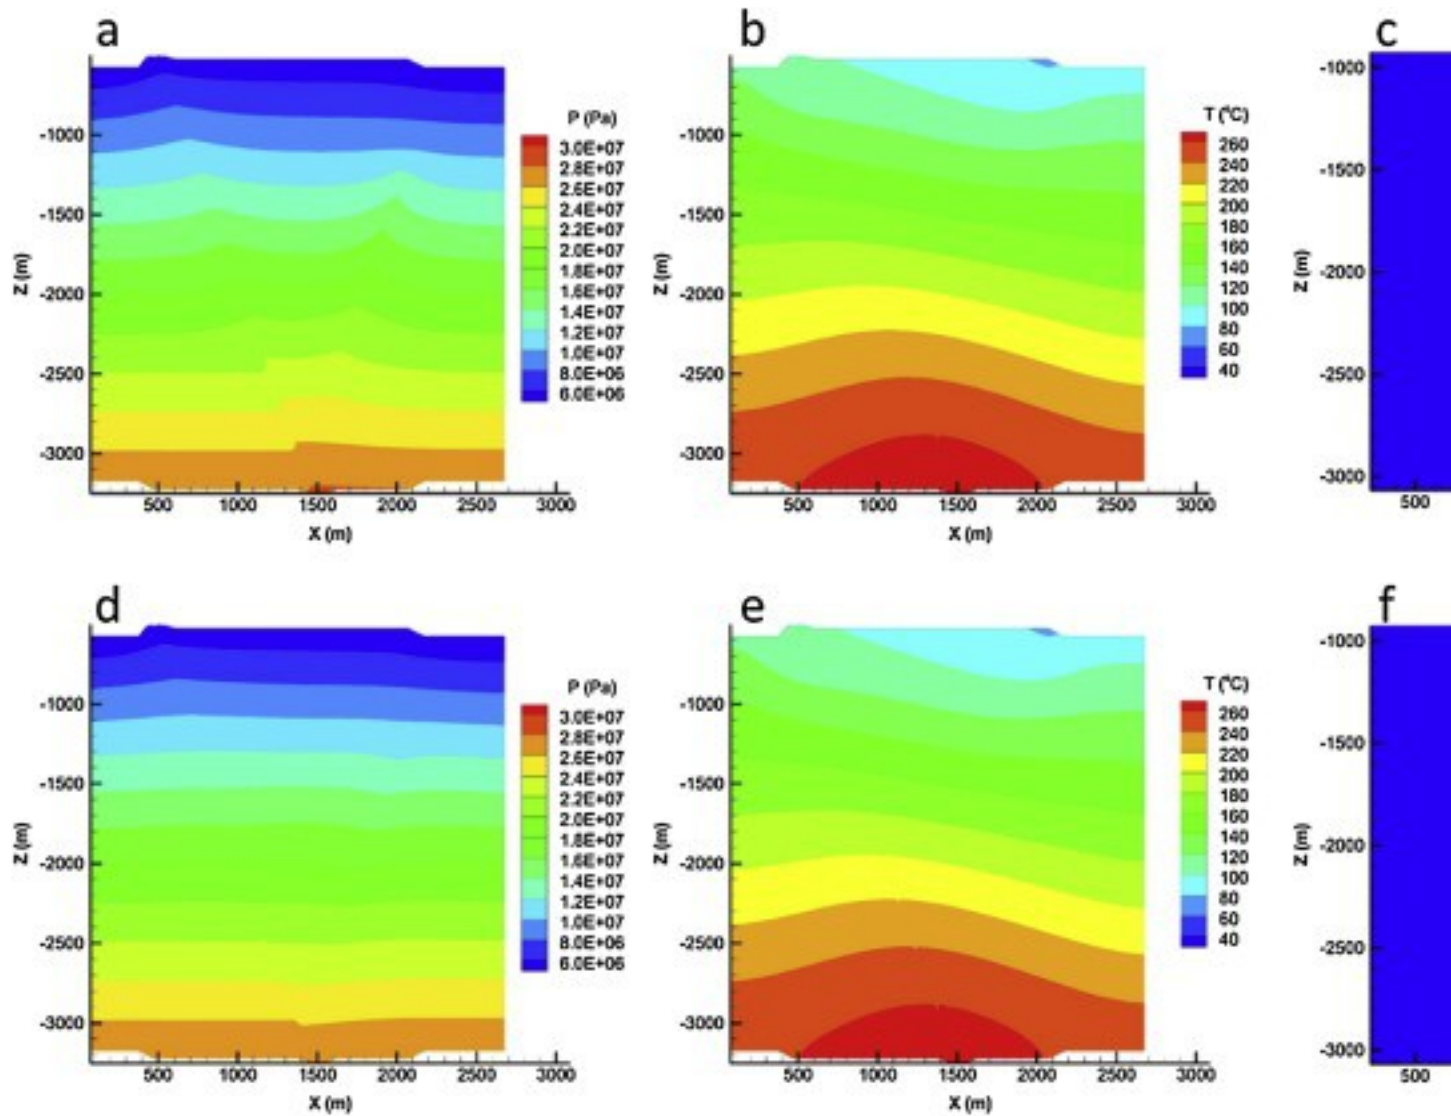 a
P (Pa)
3.0E+07
2.8E+07
2.6E+07
2.4E+07
2.2E+07
2.0E+07
1.8E+07
1.6E+07
1.4E+07
1.2E+07
1.0E+07
8.0E+06
6.0E+06
Z (m)
-1000
-1500
-2000
-2500
-3000
500 1000 1500 2000 2500 3000
X (m)
b
T (°C)
260
240
220
200
180
160
140
120
100
80
60
40
Z (m)
-1000
-1500
-2000
-2500
-3000
500 1000 1500 2000 2500 3000
X (m)
c
Z (m)
-1000
-1500
-2000
-2500
-3000
500
d
P (Pa)
3.0E+07
2.8E+07
2.6E+07
2.4E+07
2.2E+07
2.0E+07
1.8E+07
1.6E+07
1.4E+07
1.2E+07
1.0E+07
8.0E+06
6.0E+06
Z (m)
-1000
-1500
-2000
-2500
-3000
500 1000 1500 2000 2500 3000
X (m)
e
T (°C)
260
240
220
200
180
160
140
120
100
80
60
40
Z (m)
-1000
-1500
-2000
-2500
-3000
500 1000 1500 2000 2500 3000
X (m)
f
Z (m)
-1000
-1500
-2000
-2500
-3000
500